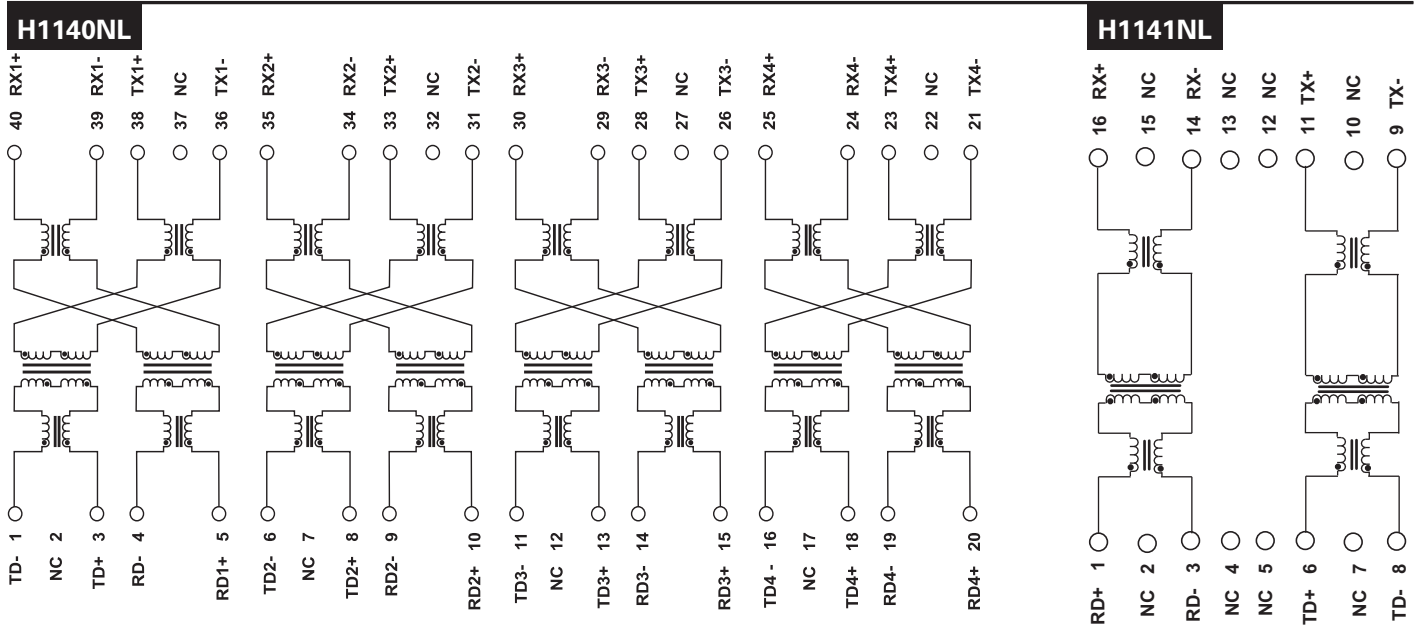 H1140NL
40 RX1+
39 RX1-
38 TX1+
37 NC
36 TX1-
35 RX2+
34 RX2-
33 TX2+
32 NC
31 TX2-
30 RX3+
29 RX3-
28 TX3+
27 NC
26 TX3-
25 RX4+
24 RX4-
23 TX4+
22 NC
21 TX4-
TD- 1
NC 2
TD+ 3
RD- 4
RD1+ 5
TD2- 6
NC 7
TD2+ 8
RD2- 9
RD2+ 10
TD3- 11
NC 12
TD3+ 13
RD3- 14
RD3+ 15
TD4 - 16
NC 17
TD4+ 18
RD4- 19
RD4+ 20
H1141NL
16 RX+
15 NC
14 RX-
13 NC
12 NC
11 TX+
10 NC
9 TX-
RD+ 1
NC 2
RD- 3
NC 4
NC 5
TD+ 6
NC 7
TD- 8